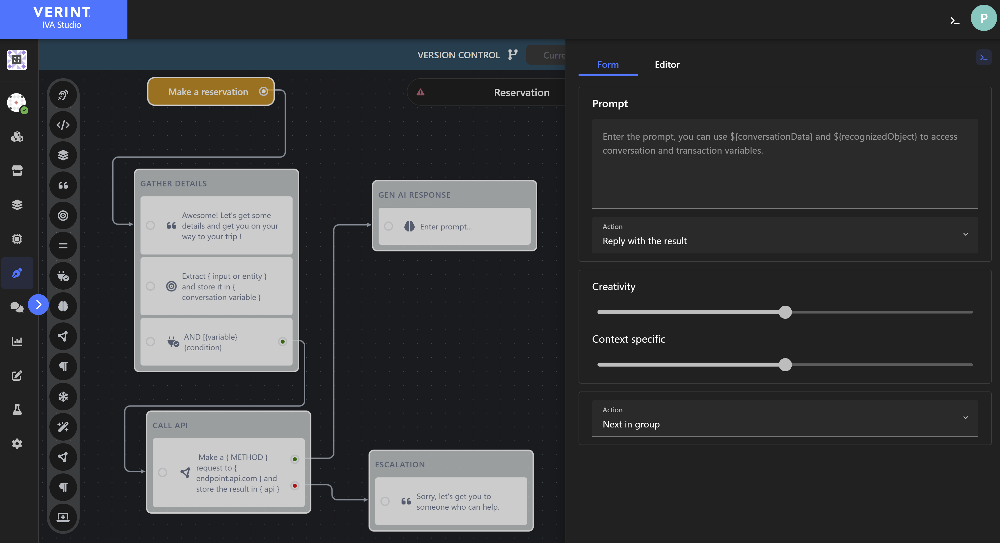 VERINT.
IVA Studio
P
VERSION CONTROL
Curre
Make a reservation
Reservation
GATHER DETAILS
Awesome! Let's get some
details and get you on your
way to your trip !
Extract { input or entity }
and store it in {
conversation variable }
AND [{variable}
{condition}
GEN AI RESPONSE
Enter prompt...
CALL API
Make a { METHOD }
request to {
endpoint.api.com } and
store the result in { api }
ESCALATION
Sorry, let's get you to
someone who can help.
Form
Editor
Prompt
Enter the prompt, you can use ${conversationData} and ${recognizedObject} to access
conversation and transaction variables.
Action
Reply with the result
Creativity
Context specific
Action
Next in group